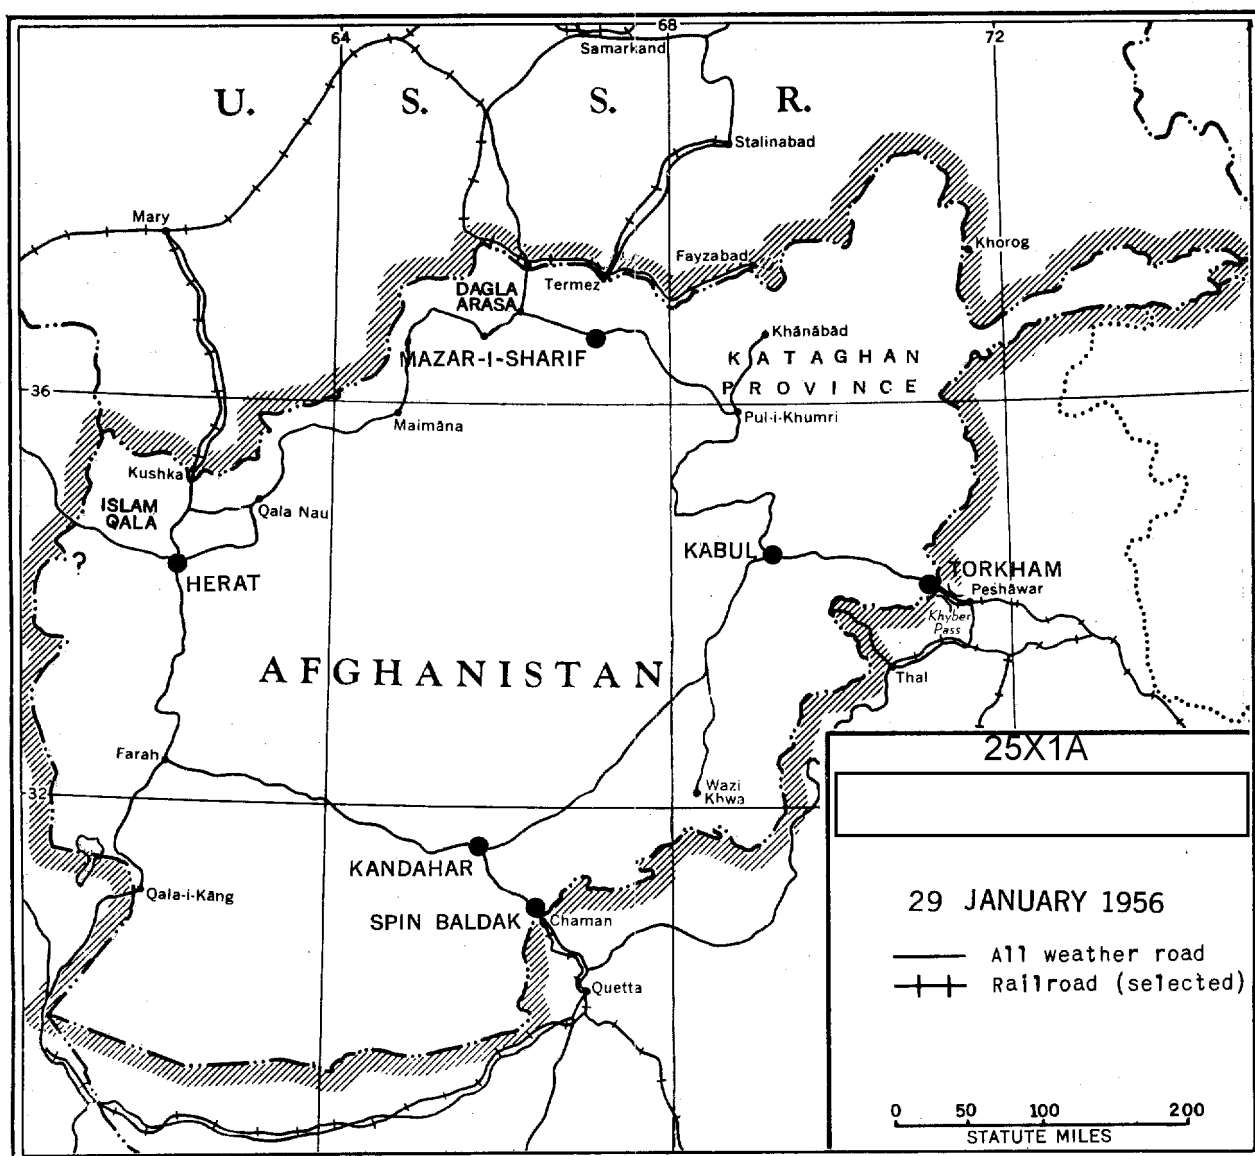 64
68
72
Samarkand
U. S. S. R.
Stalinabad
Mary
Khorog
Fayzabad
DAGLA
ARASA
Termez
Khānābād
MAZAR-I-SHARIF
KATAGHAN
PROVINCE
36
Maimāna
Pul-i-Khumri
Kushka
ISLAM
QALA
Qala Nau
?
HERAT
KABUL
TORKHAM
Peshāwar
Khyber
Pass
AFGHANISTAN
Thal
Farah
32
Wazi
Khwa
25X1A
KANDAHAR
Qala-i-Kāng
SPIN BALDAK
Chaman
Quetta
29 JANUARY 1956
All weather road
Railroad (selected)
0 50 100 200
STATUTE MILES